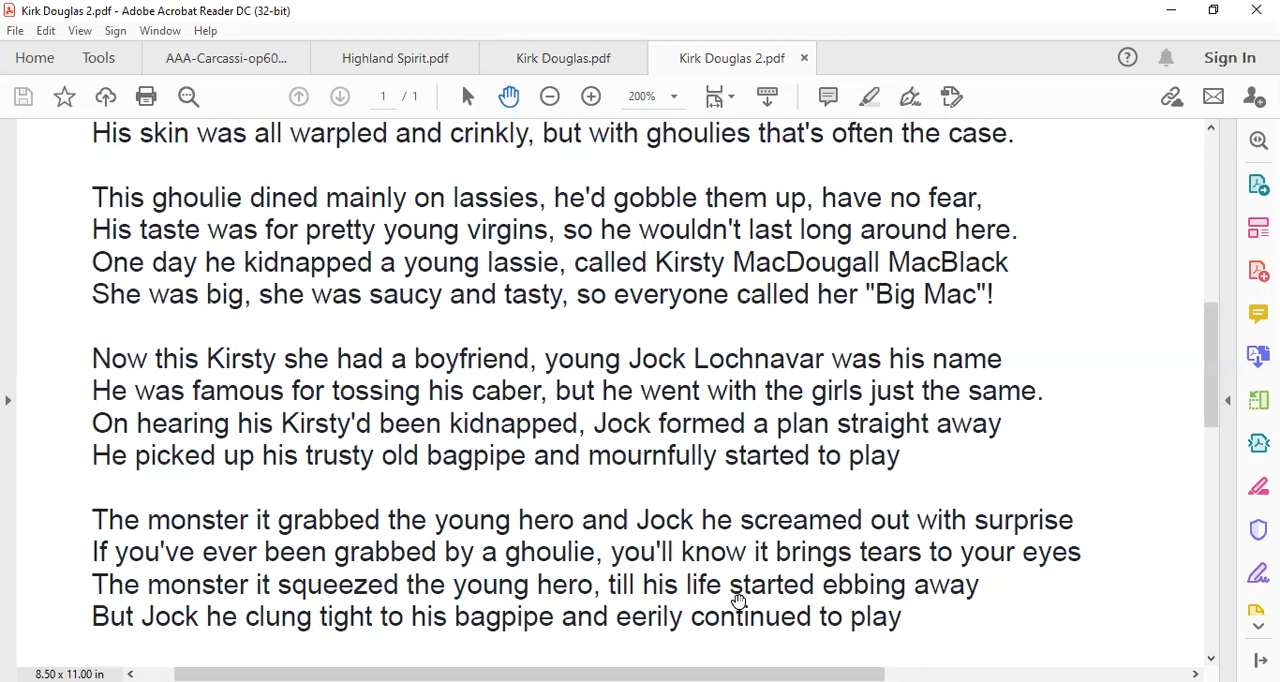 Kirk Douglas 2.pdf - Adobe Acrobat Reader DC (32-bit)
File Edit View Sign Window Help
Home Tools AAA-Carcassi-op60... Highland Spirit.pdf Kirk Douglas.pdf Kirk Douglas 2.pdf Sign In
1 / 1 200%
His skin was all warpled and crinkly, but with ghoulies that's often the case.
This ghoulie dined mainly on lassies, he'd gobble them up, have no fear,
His taste was for pretty young virgins, so he wouldn't last long around here.
One day he kidnapped a young lassie, called Kirsty MacDougall MacBlack
She was big, she was saucy and tasty, so everyone called her "Big Mac"!
Now this Kirsty she had a boyfriend, young Jock Lochnavar was his name
He was famous for tossing his caber, but he went with the girls just the same.
On hearing his Kirsty'd been kidnapped, Jock formed a plan straight away
He picked up his trusty old bagpipe and mournfully started to play
The monster it grabbed the young hero and Jock he screamed out with surprise
If you've ever been grabbed by a ghoulie, you'll know it brings tears to your eyes
The monster it squeezed the young hero, till his life started ebbing away
But Jock he clung tight to his bagpipe and eerily continued to play
8.50 x 11.00 in